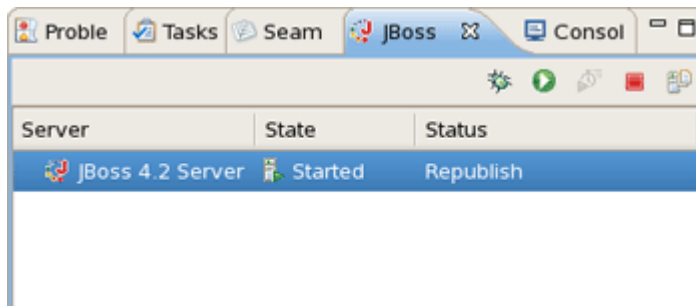 Proble Tasks Seam JBoss Consol
Server State Status
JBoss 4.2 Server Started Republish